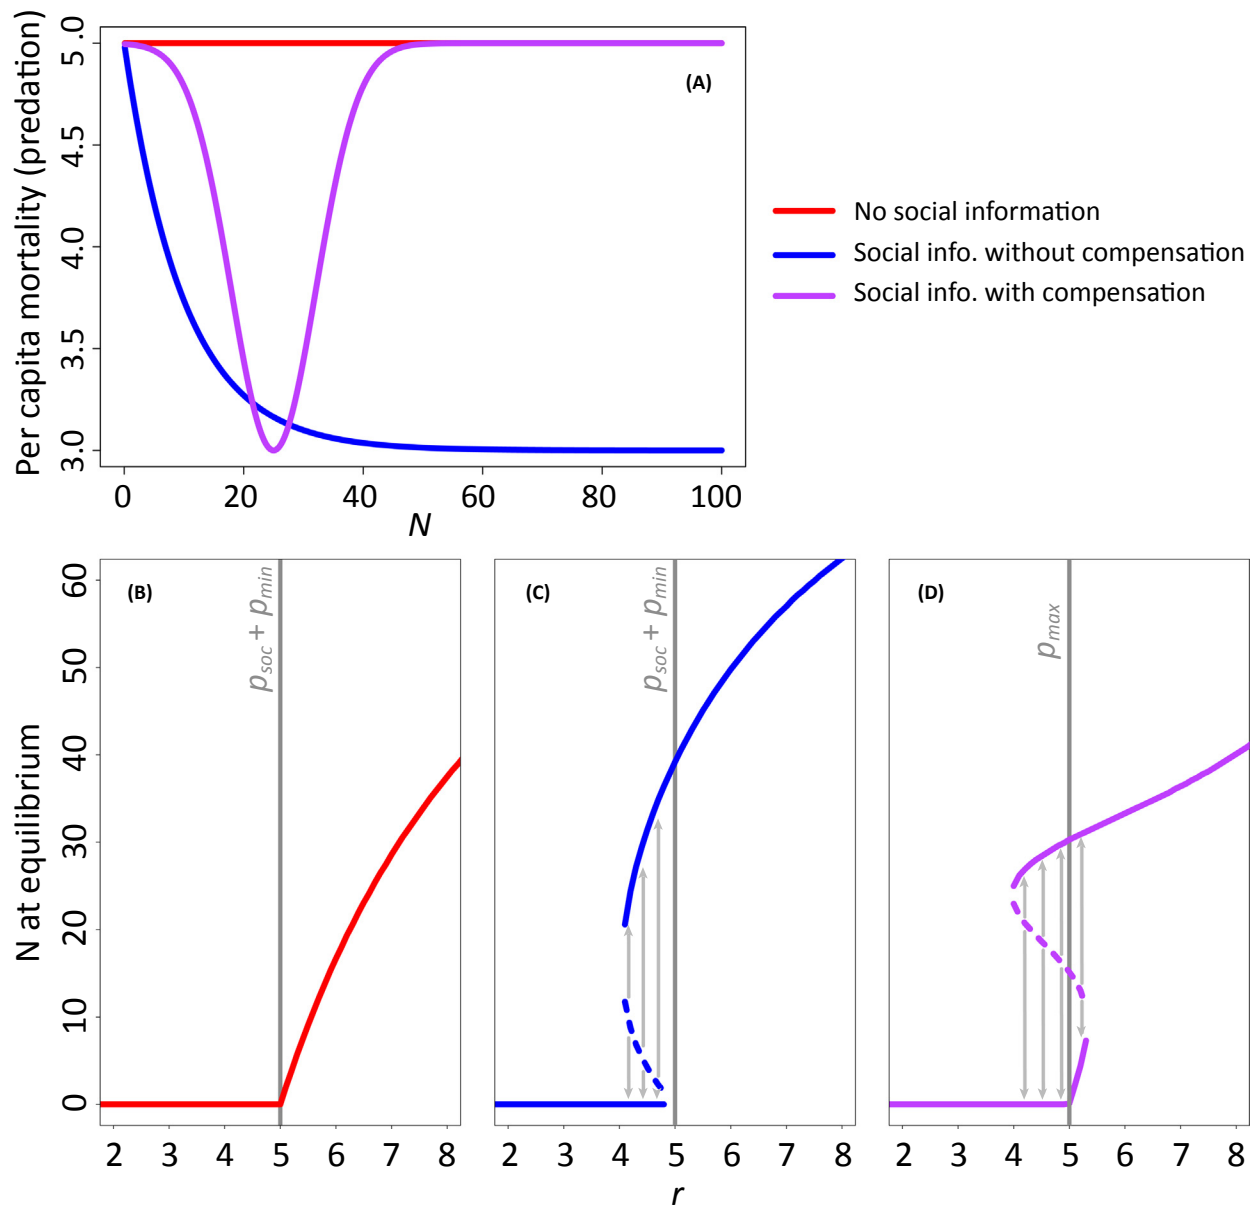 Per capita mortality (predation)
5.0
4.5
4.0
3.5
3.0
(A)
0 20 40 60 80 100
N
No social information
Social info. without compensation
Social info. with compensation
N at equilibrium
60
50
40
30
20
10
0
(B)
psoc + pmin
2 3 4 5 6 7 8
(C)
psoc + pmin
2 3 4 5 6 7 8
(D)
pmax
2 3 4 5 6 7 8
r